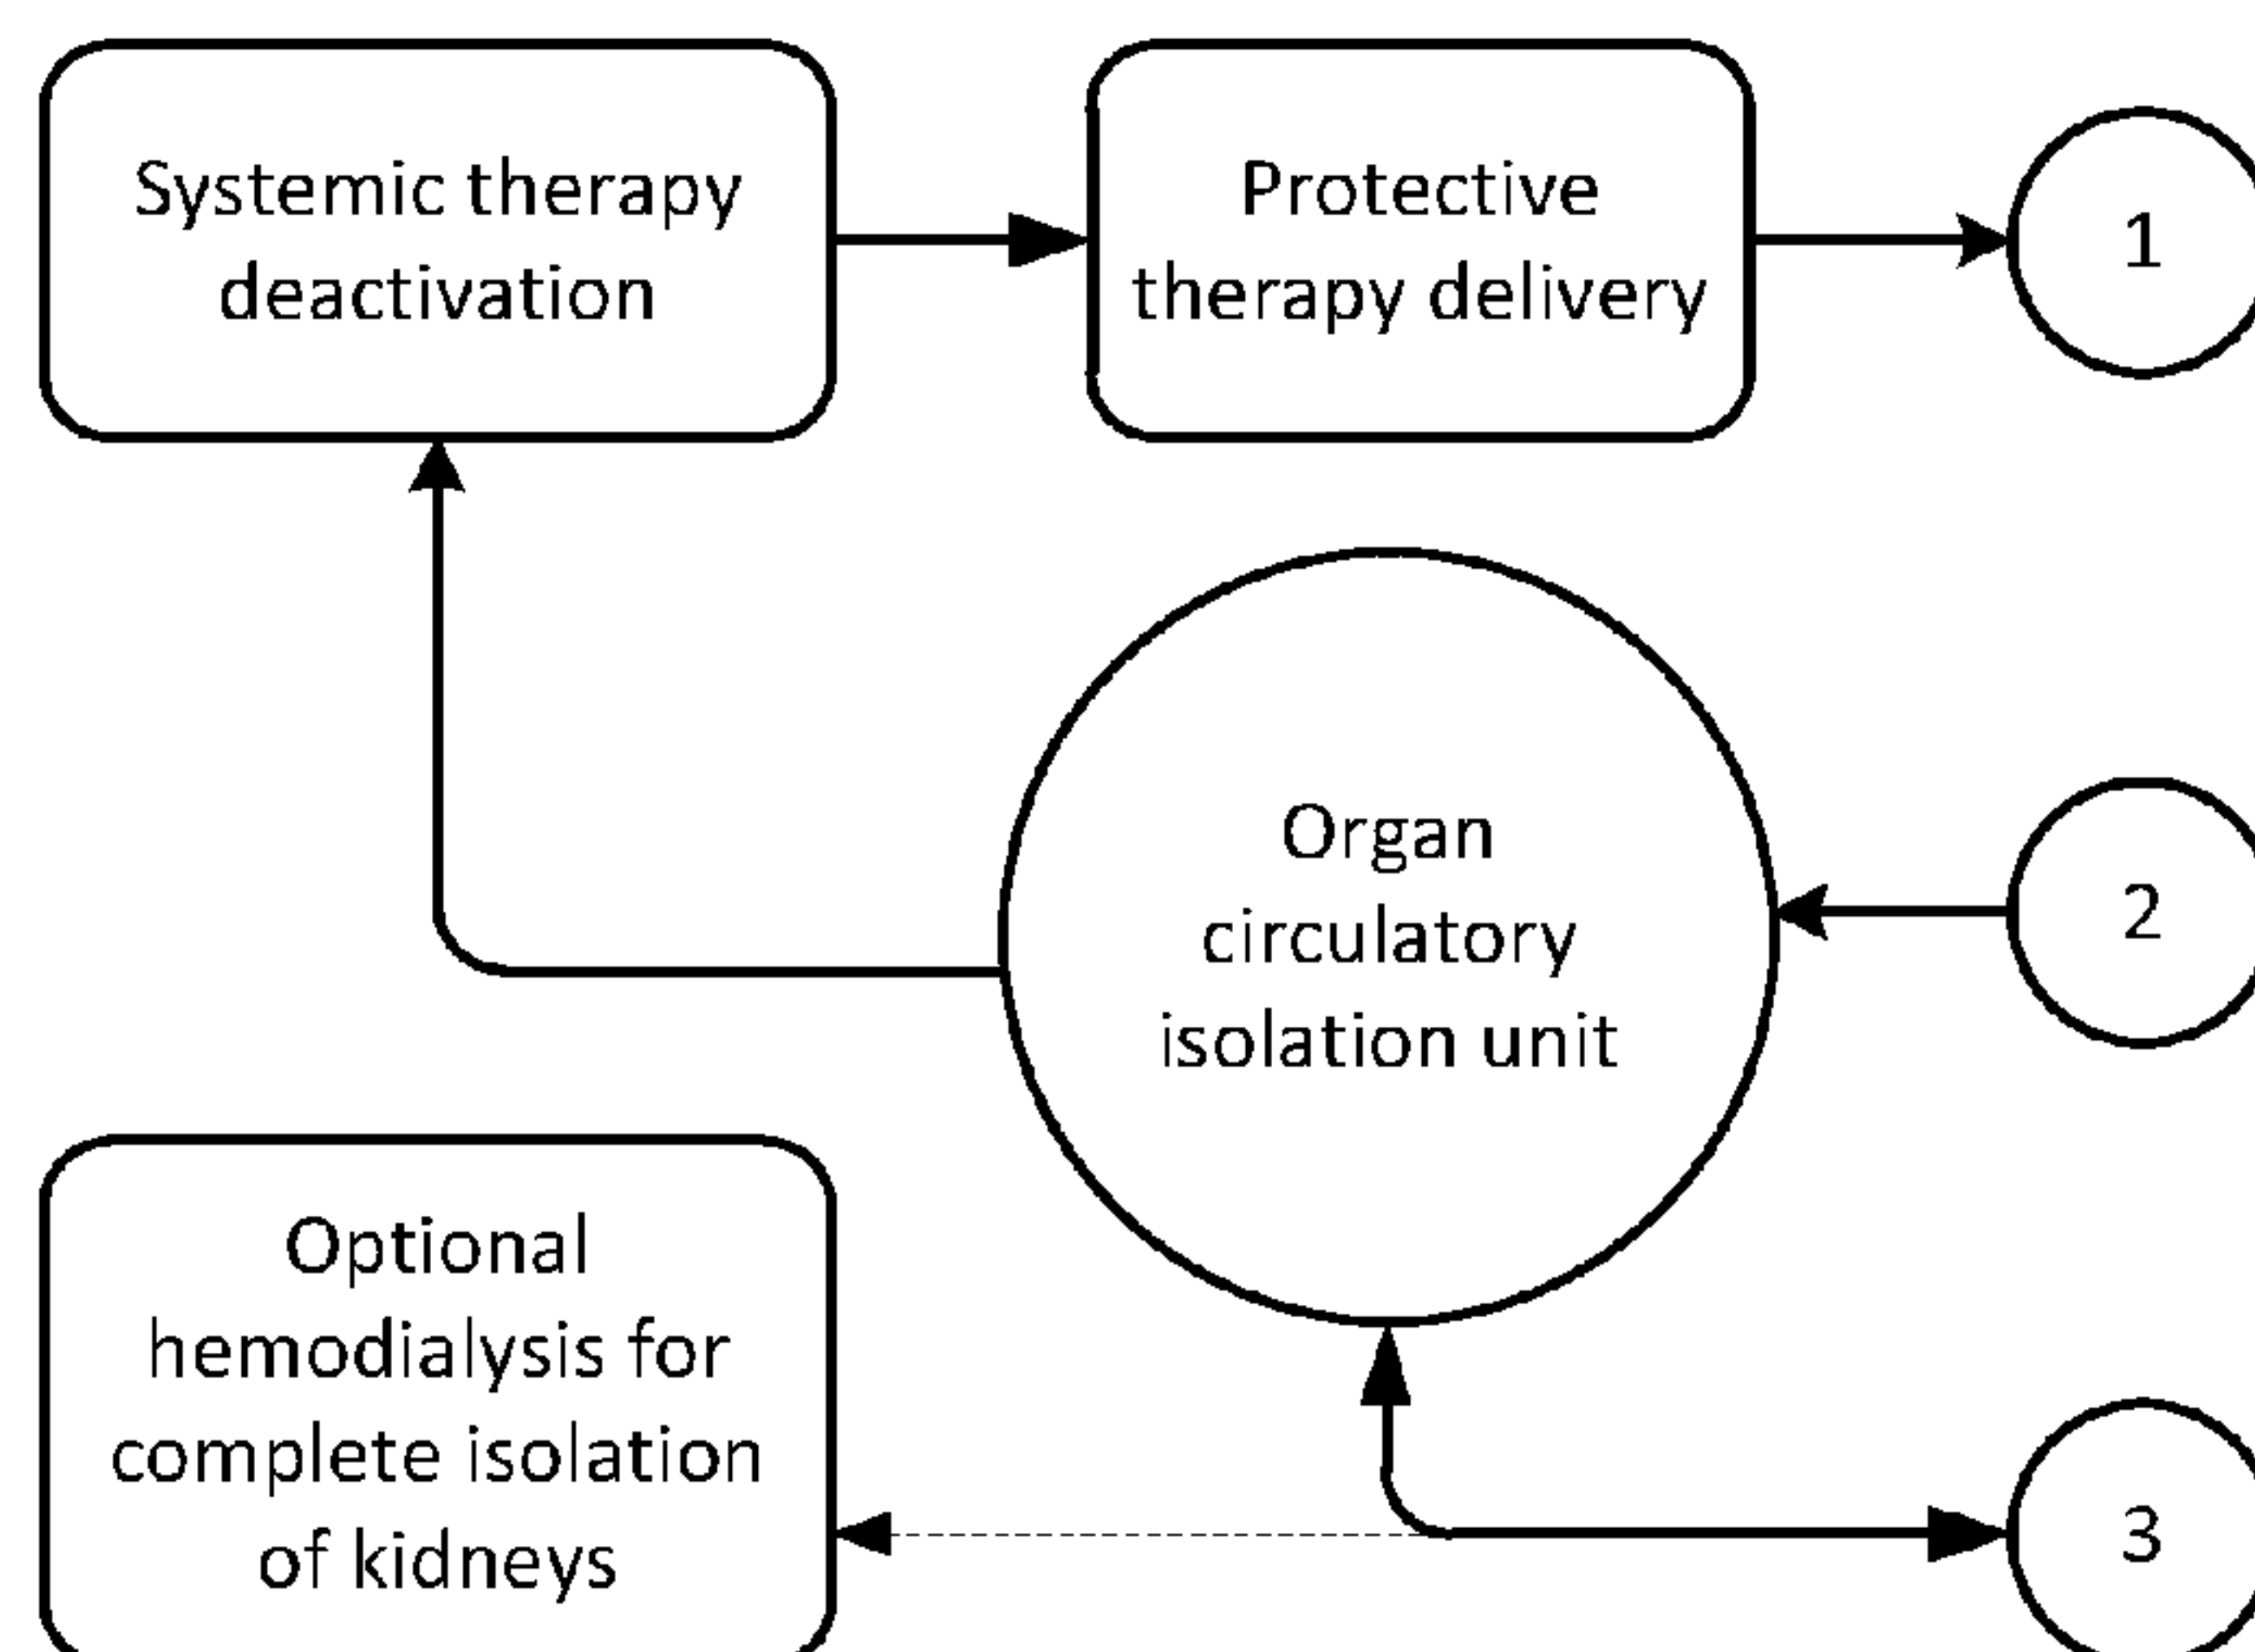 Systemic therapy
deactivation
Protective
therapy delivery
1
Organ
circulatory
isolation unit
2
Optional
hemodialysis for
complete isolation
of kidneys
3